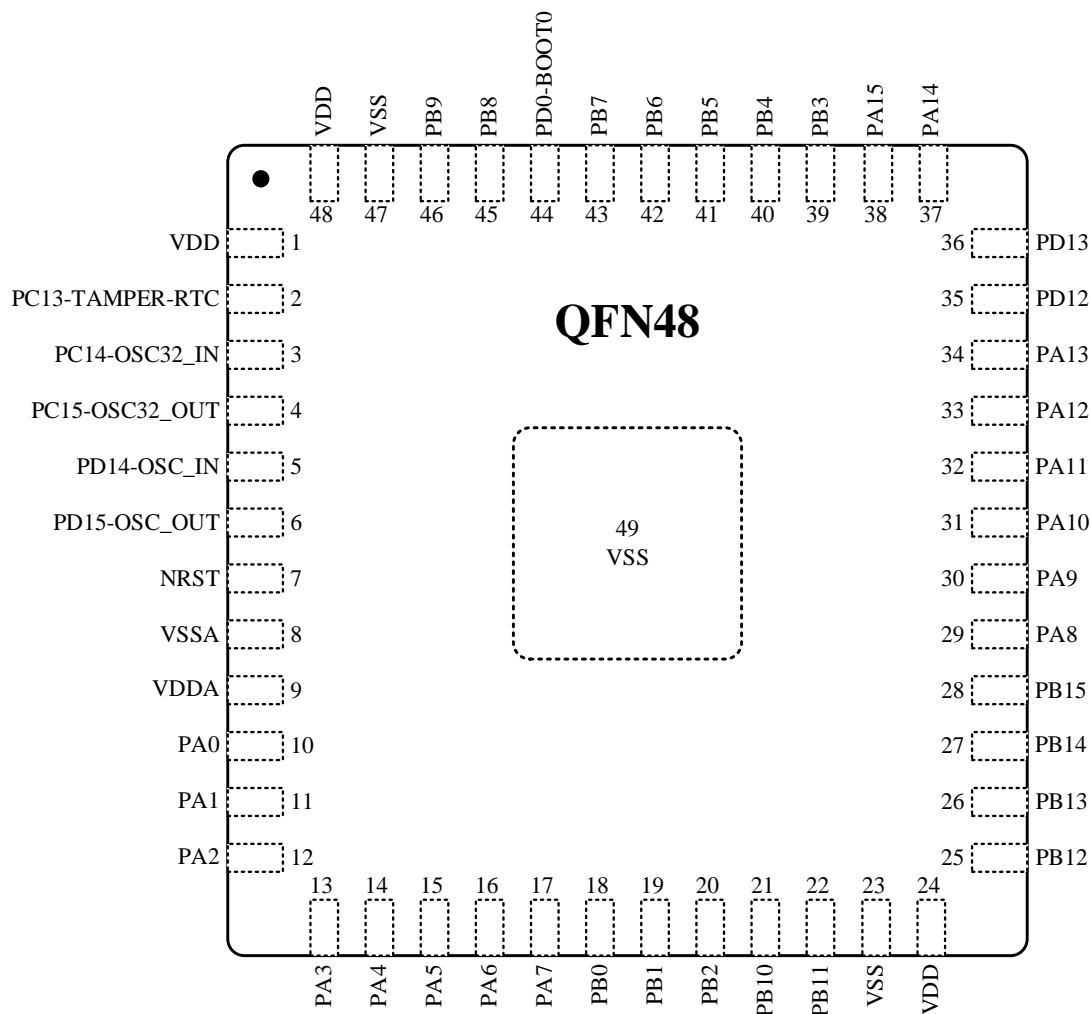 VDD
VSS
PB9
PB8
PD0-BOOT0
PB7
PB6
PB5
PB4
PB3
PA15
PA14
48
47
46
45
44
43
42
41
40
39
38
37
VDD 1
PC13-TAMPER-RTC 2
PC14-OSC32_IN 3
PC15-OSC32_OUT 4
PD14-OSC_IN 5
PD15-OSC_OUT 6
NRST 7
VSSA 8
VDDA 9
PA0 10
PA1 11
PA2 12
QFN48
49
VSS
36 PD13
35 PD12
34 PA13
33 PA12
32 PA11
31 PA10
30 PA9
29 PA8
28 PB15
27 PB14
26 PB13
25 PB12
13
14
15
16
17
18
19
20
21
22
23
24
PA3
PA4
PA5
PA6
PA7
PB0
PB1
PB2
PB10
PB11
VSS
VDD